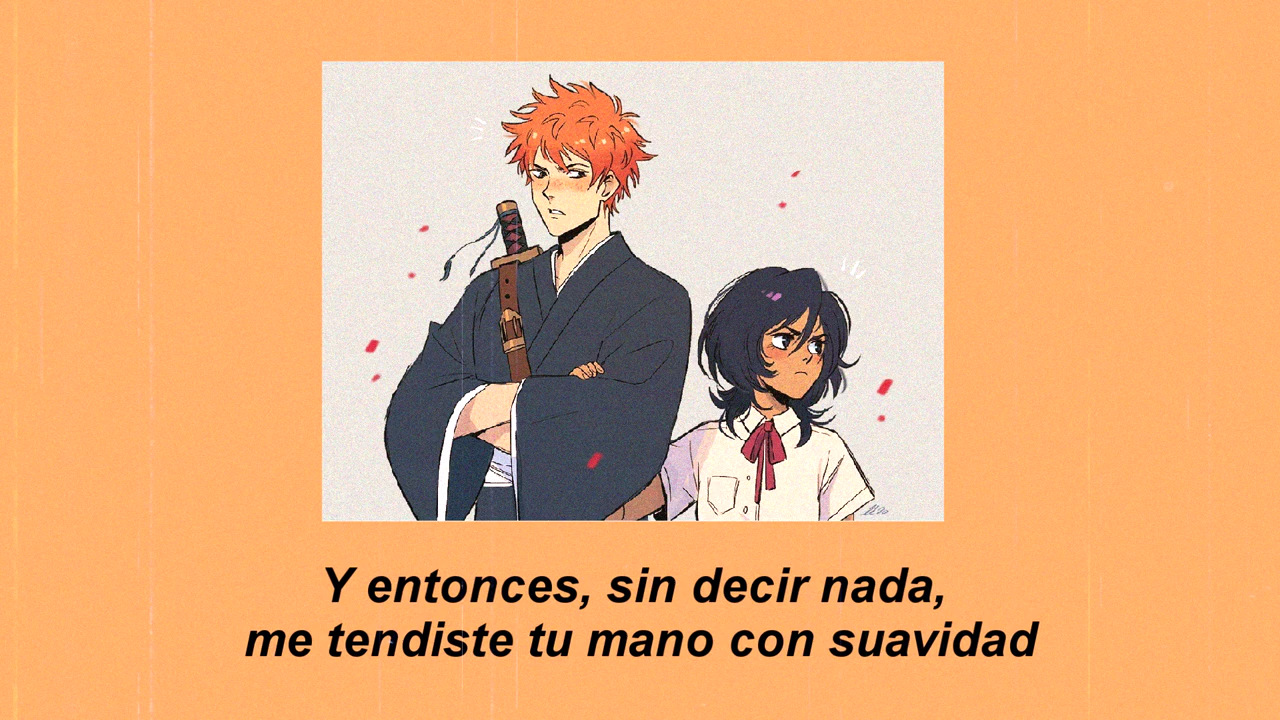 Y entonces, sin decir nada,
me tendiste tu mano con suavidad